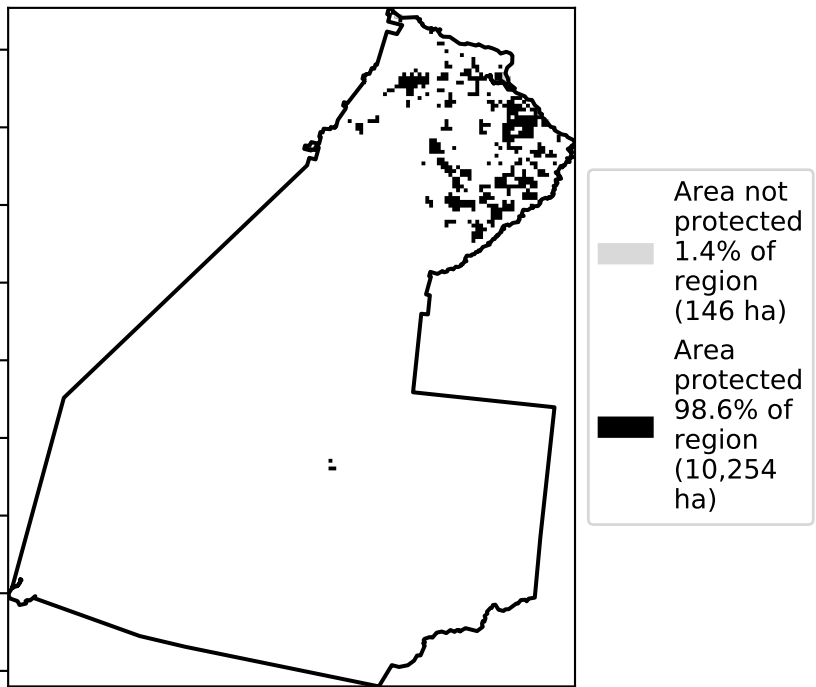 Area not
protected
1.4% of
region
(146 ha)
Area
protected
98.6% of
region
(10,254
ha)